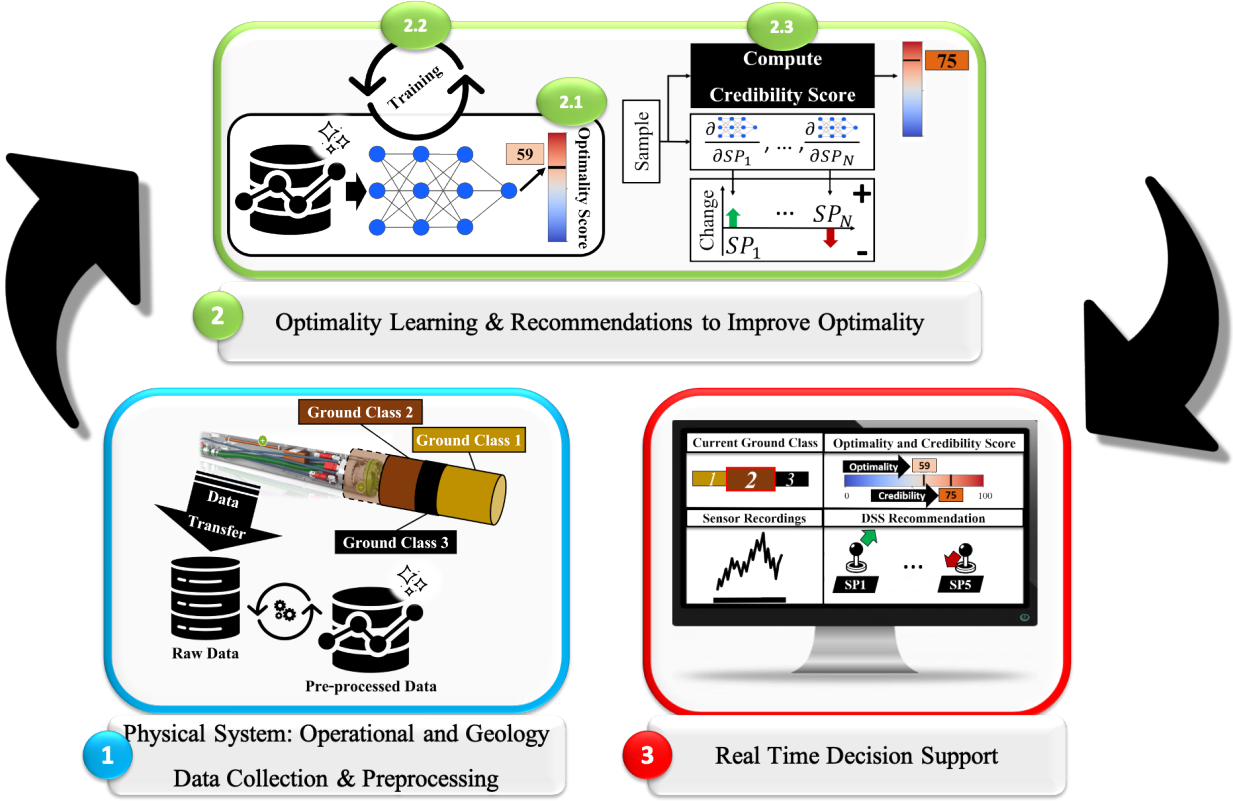 2.2
2.3
Compute
Credibility Score
75
Training
2.1
59
Optimality Score
Sample
∂
∂SP₁
, … ,
∂
∂SP_N
Change
+
...
SP_N
SP₁
-
2
Optimality Learning & Recommendations to Improve Optimality
Ground Class 2
Ground Class 1
Data
Transfer
Ground Class 3
Raw Data
Pre-processed Data
1
Physical System: Operational and Geology
Data Collection & Preprocessing
Current Ground Class
1 2 3
Optimality and Credibility Score
Optimality
59
0
100
Credibility
75
Sensor Recordings
DSS Recommendation
SP1
...
SP5
3
Real Time Decision Support